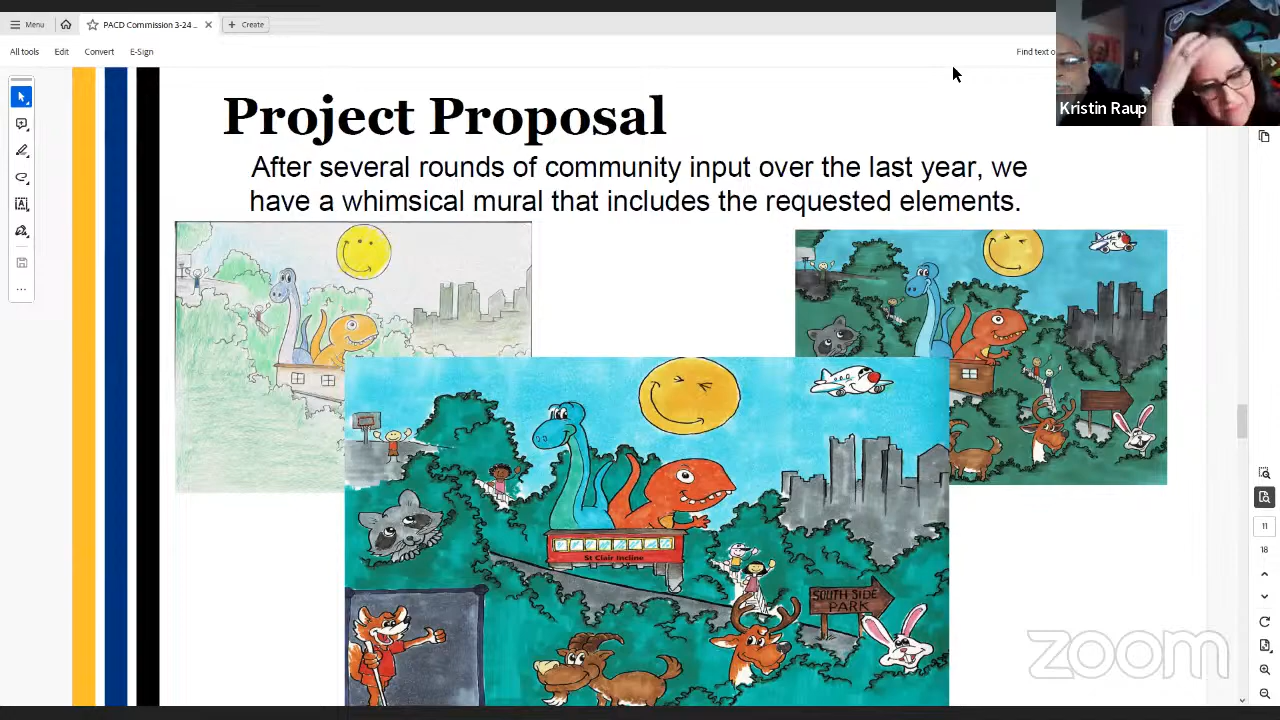 Menu
PACD Commission 3-24 ...
Create
All tools
Edit
Convert
E-Sign
Find text o
Kristin Raup
Project Proposal
After several rounds of community input over the last year, we
have a whimsical mural that includes the requested elements.
St Clair Incline
SOUTH SIDE
PARK
11
18
zoom